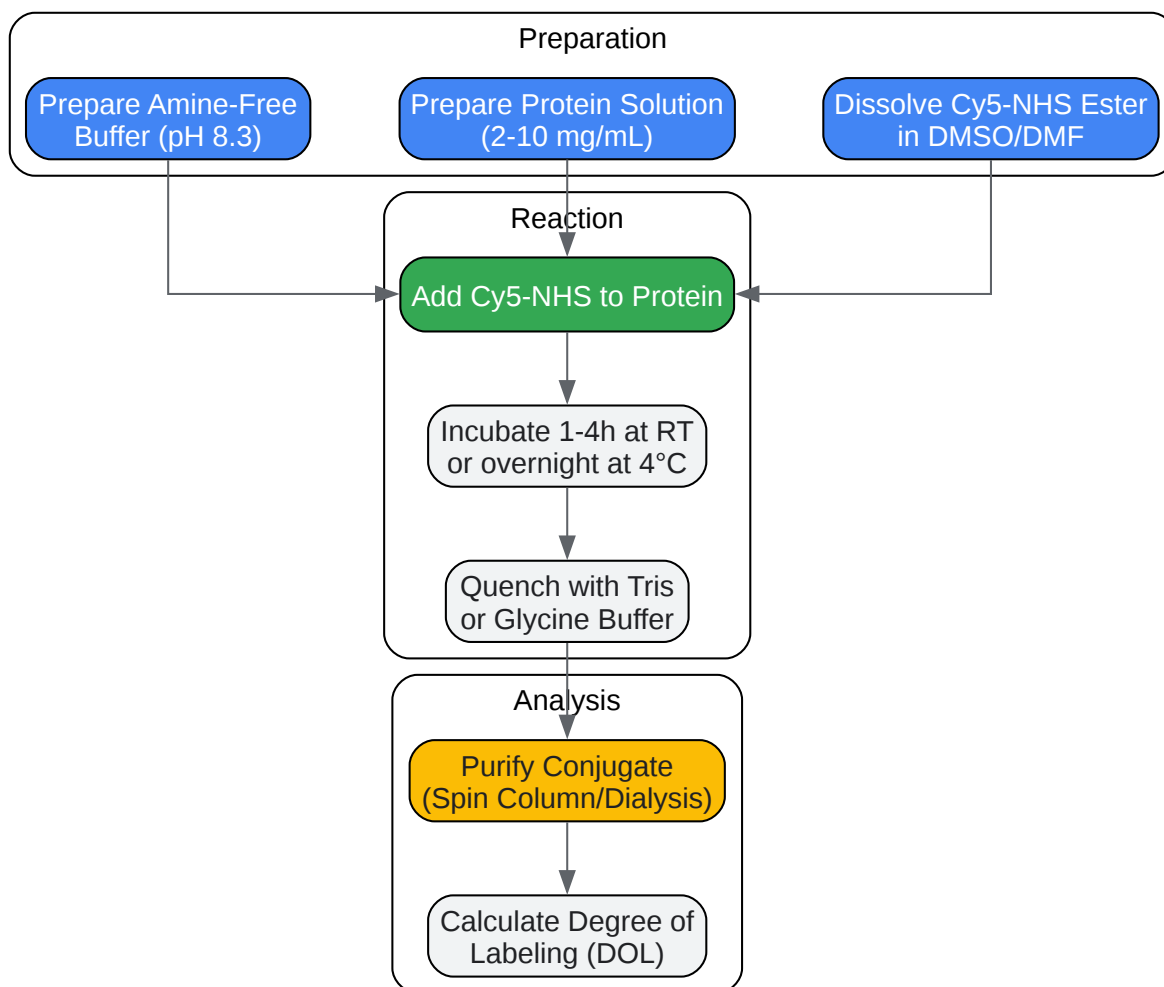 Preparation
Prepare Amine-Free
Buffer (pH 8.3)
Prepare Protein Solution
(2-10 mg/mL)
Dissolve Cy5-NHS Ester
in DMSO/DMF
Reaction
Add Cy5-NHS to Protein
Incubate 1-4h at RT
or overnight at 4°C
Quench with Tris
or Glycine Buffer
Analysis
Purify Conjugate
(Spin Column/Dialysis)
Calculate Degree of
Labeling (DOL)